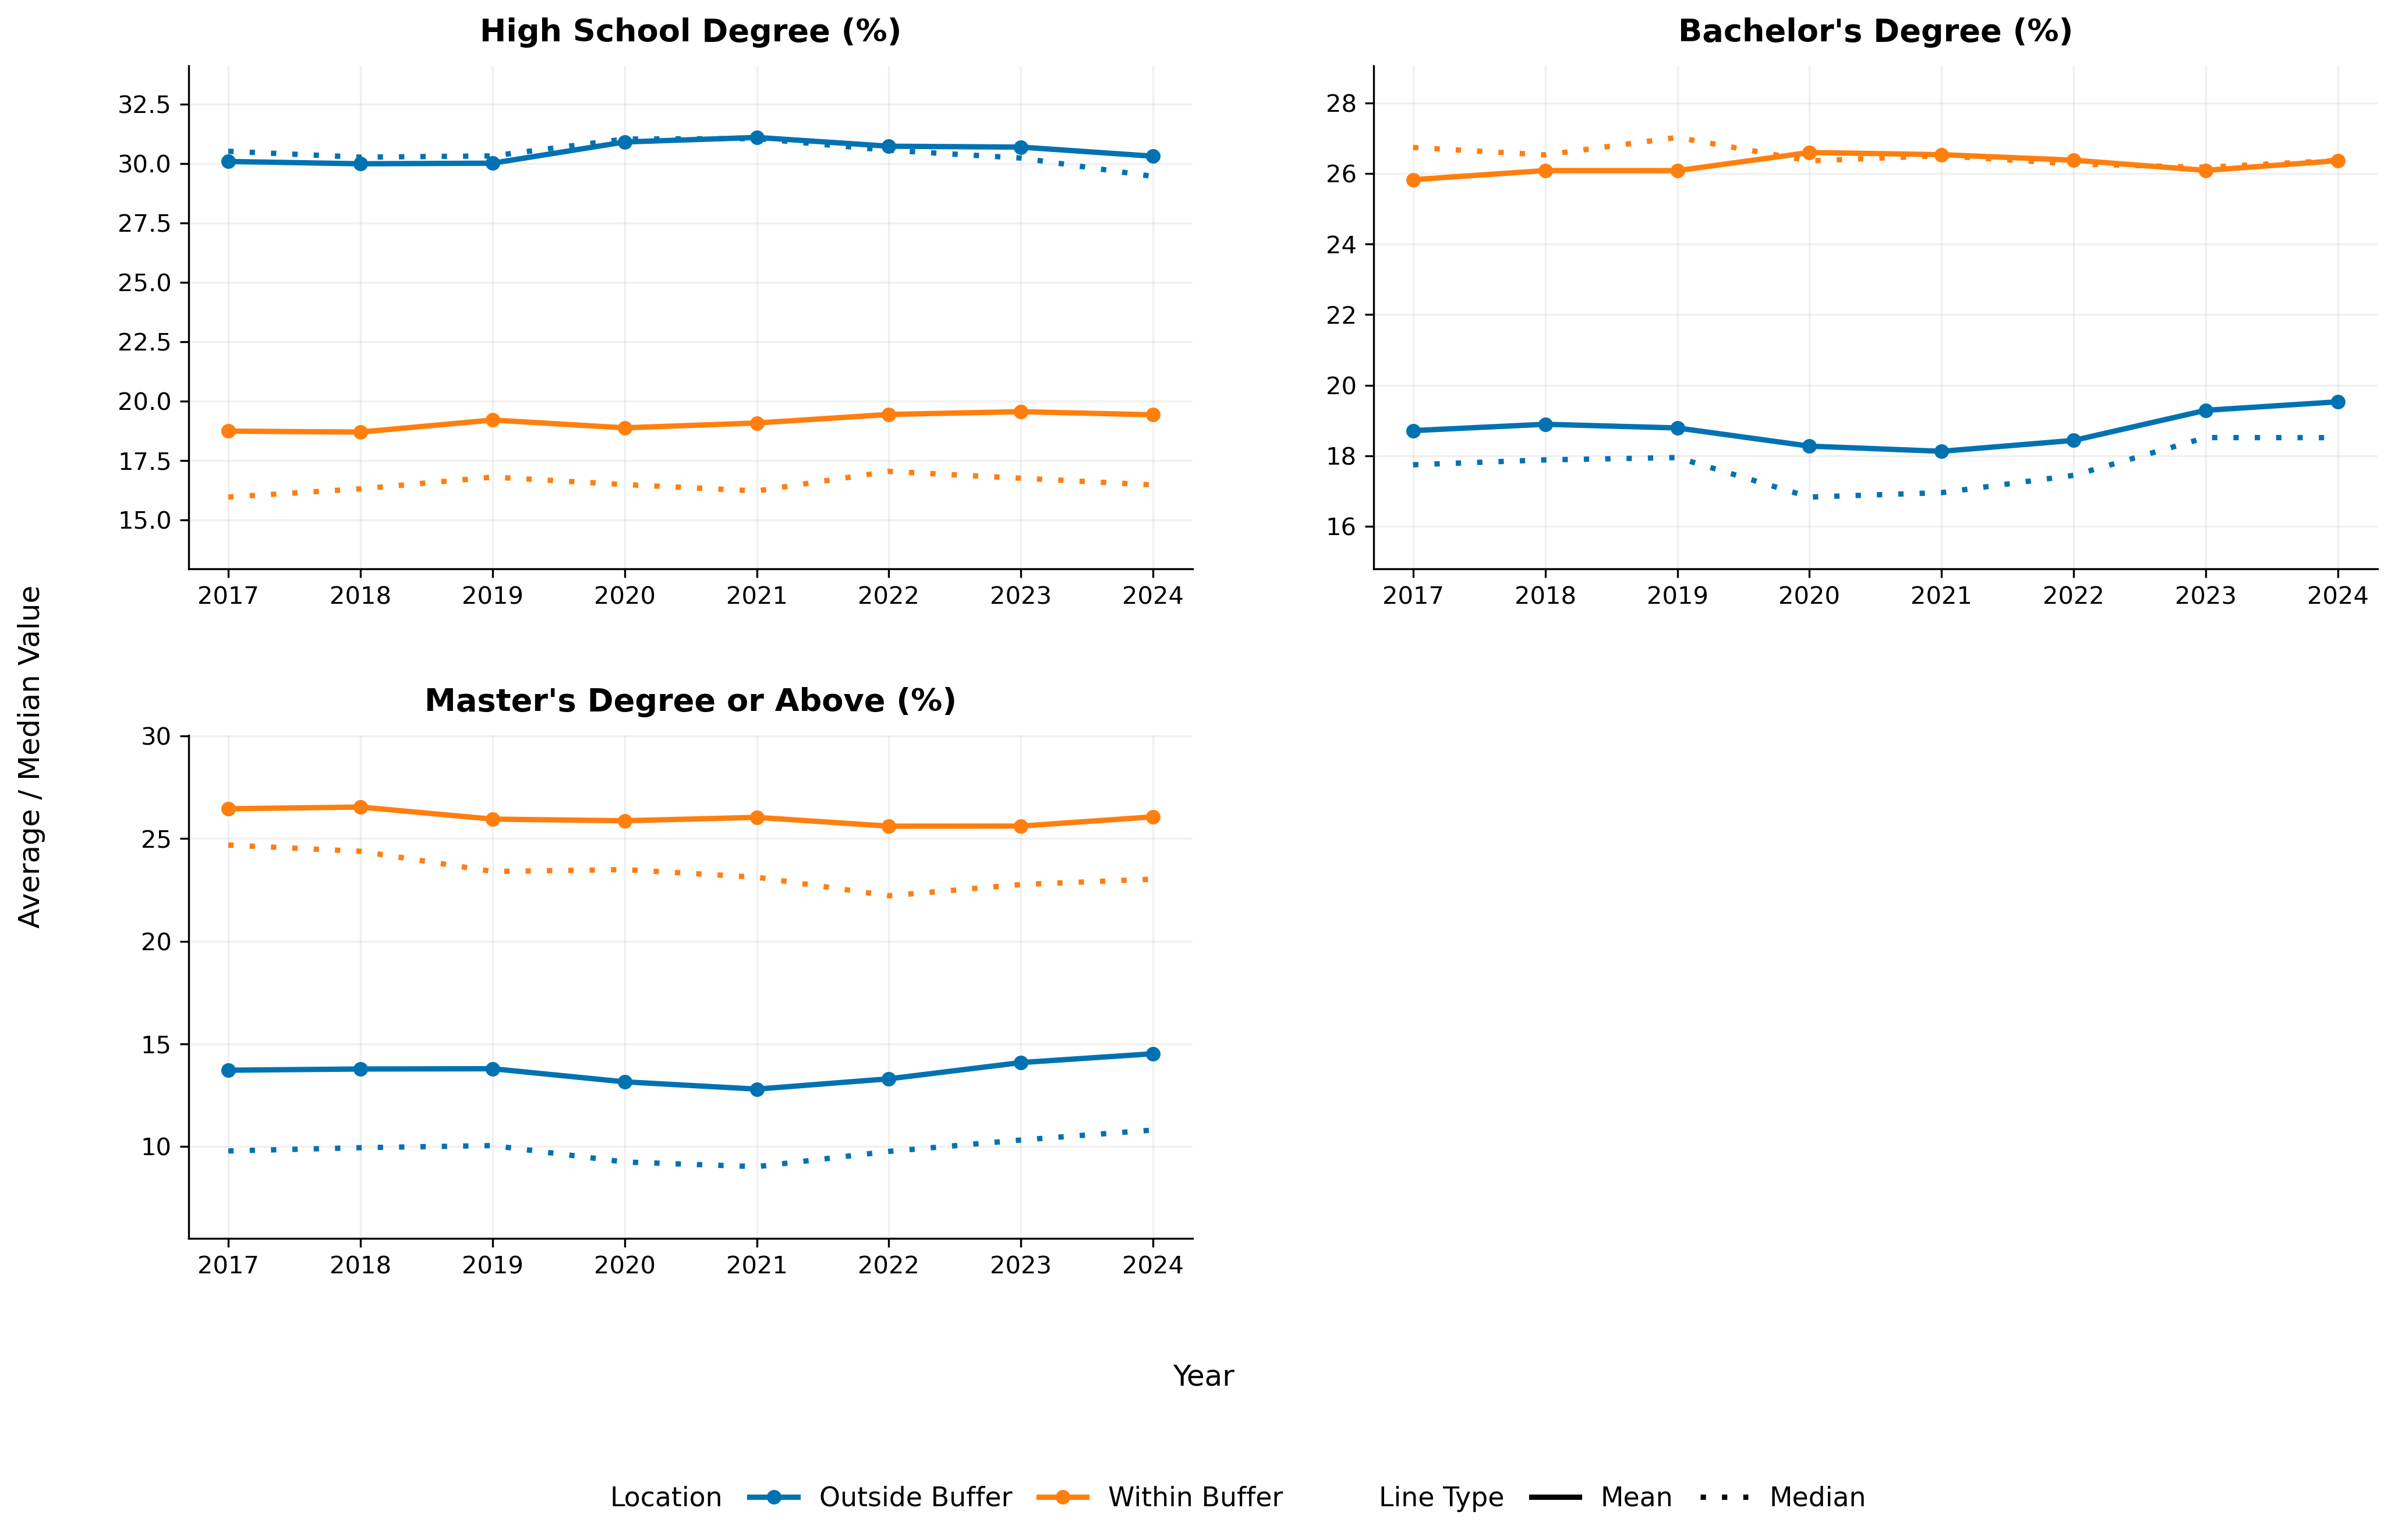 High School Degree (%)
32.5
30.0
27.5
25.0
22.5
20.0
17.5
15.0
2017 2018 2019 2020 2021 2022 2023 2024
Bachelor's Degree (%)
28
26
24
22
20
18
16
2017 2018 2019 2020 2021 2022 2023 2024
Average / Median Value
Master's Degree or Above (%)
30
25
20
15
10
2017 2018 2019 2020 2021 2022 2023 2024
Year
Location Outside Buffer Within Buffer Line Type Mean Median